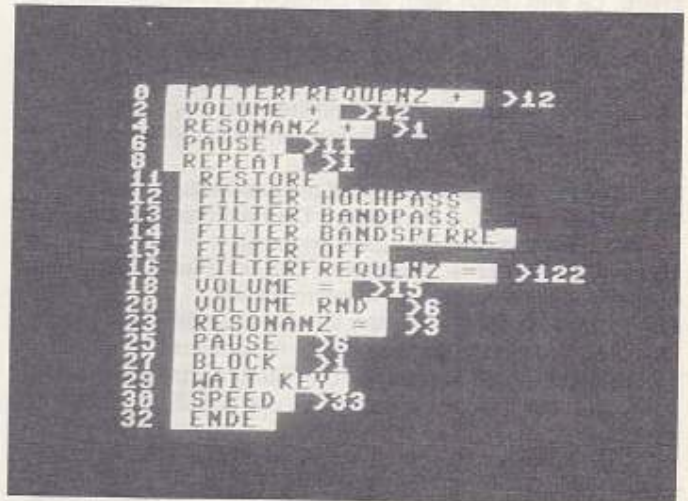 0 FILTERFREQUENZ + >12
2 VOLUME + >12
4 RESONANZ + >1
6 PAUSE >11
8 REPEAT >1
11 RESTORE
12 FILTER HOCHPASS
13 FILTER BANDPASS
14 FILTER BANDSPERRE
15 FILTER OFF
16 FILTERFREQUENZ = >122
18 VOLUME = >15
20 VOLUME RND >6
23 RESONANZ = >3
25 PAUSE >6
27 BLOCK >1
29 WAIT KEY
30 SPEED >33
32 ENDE